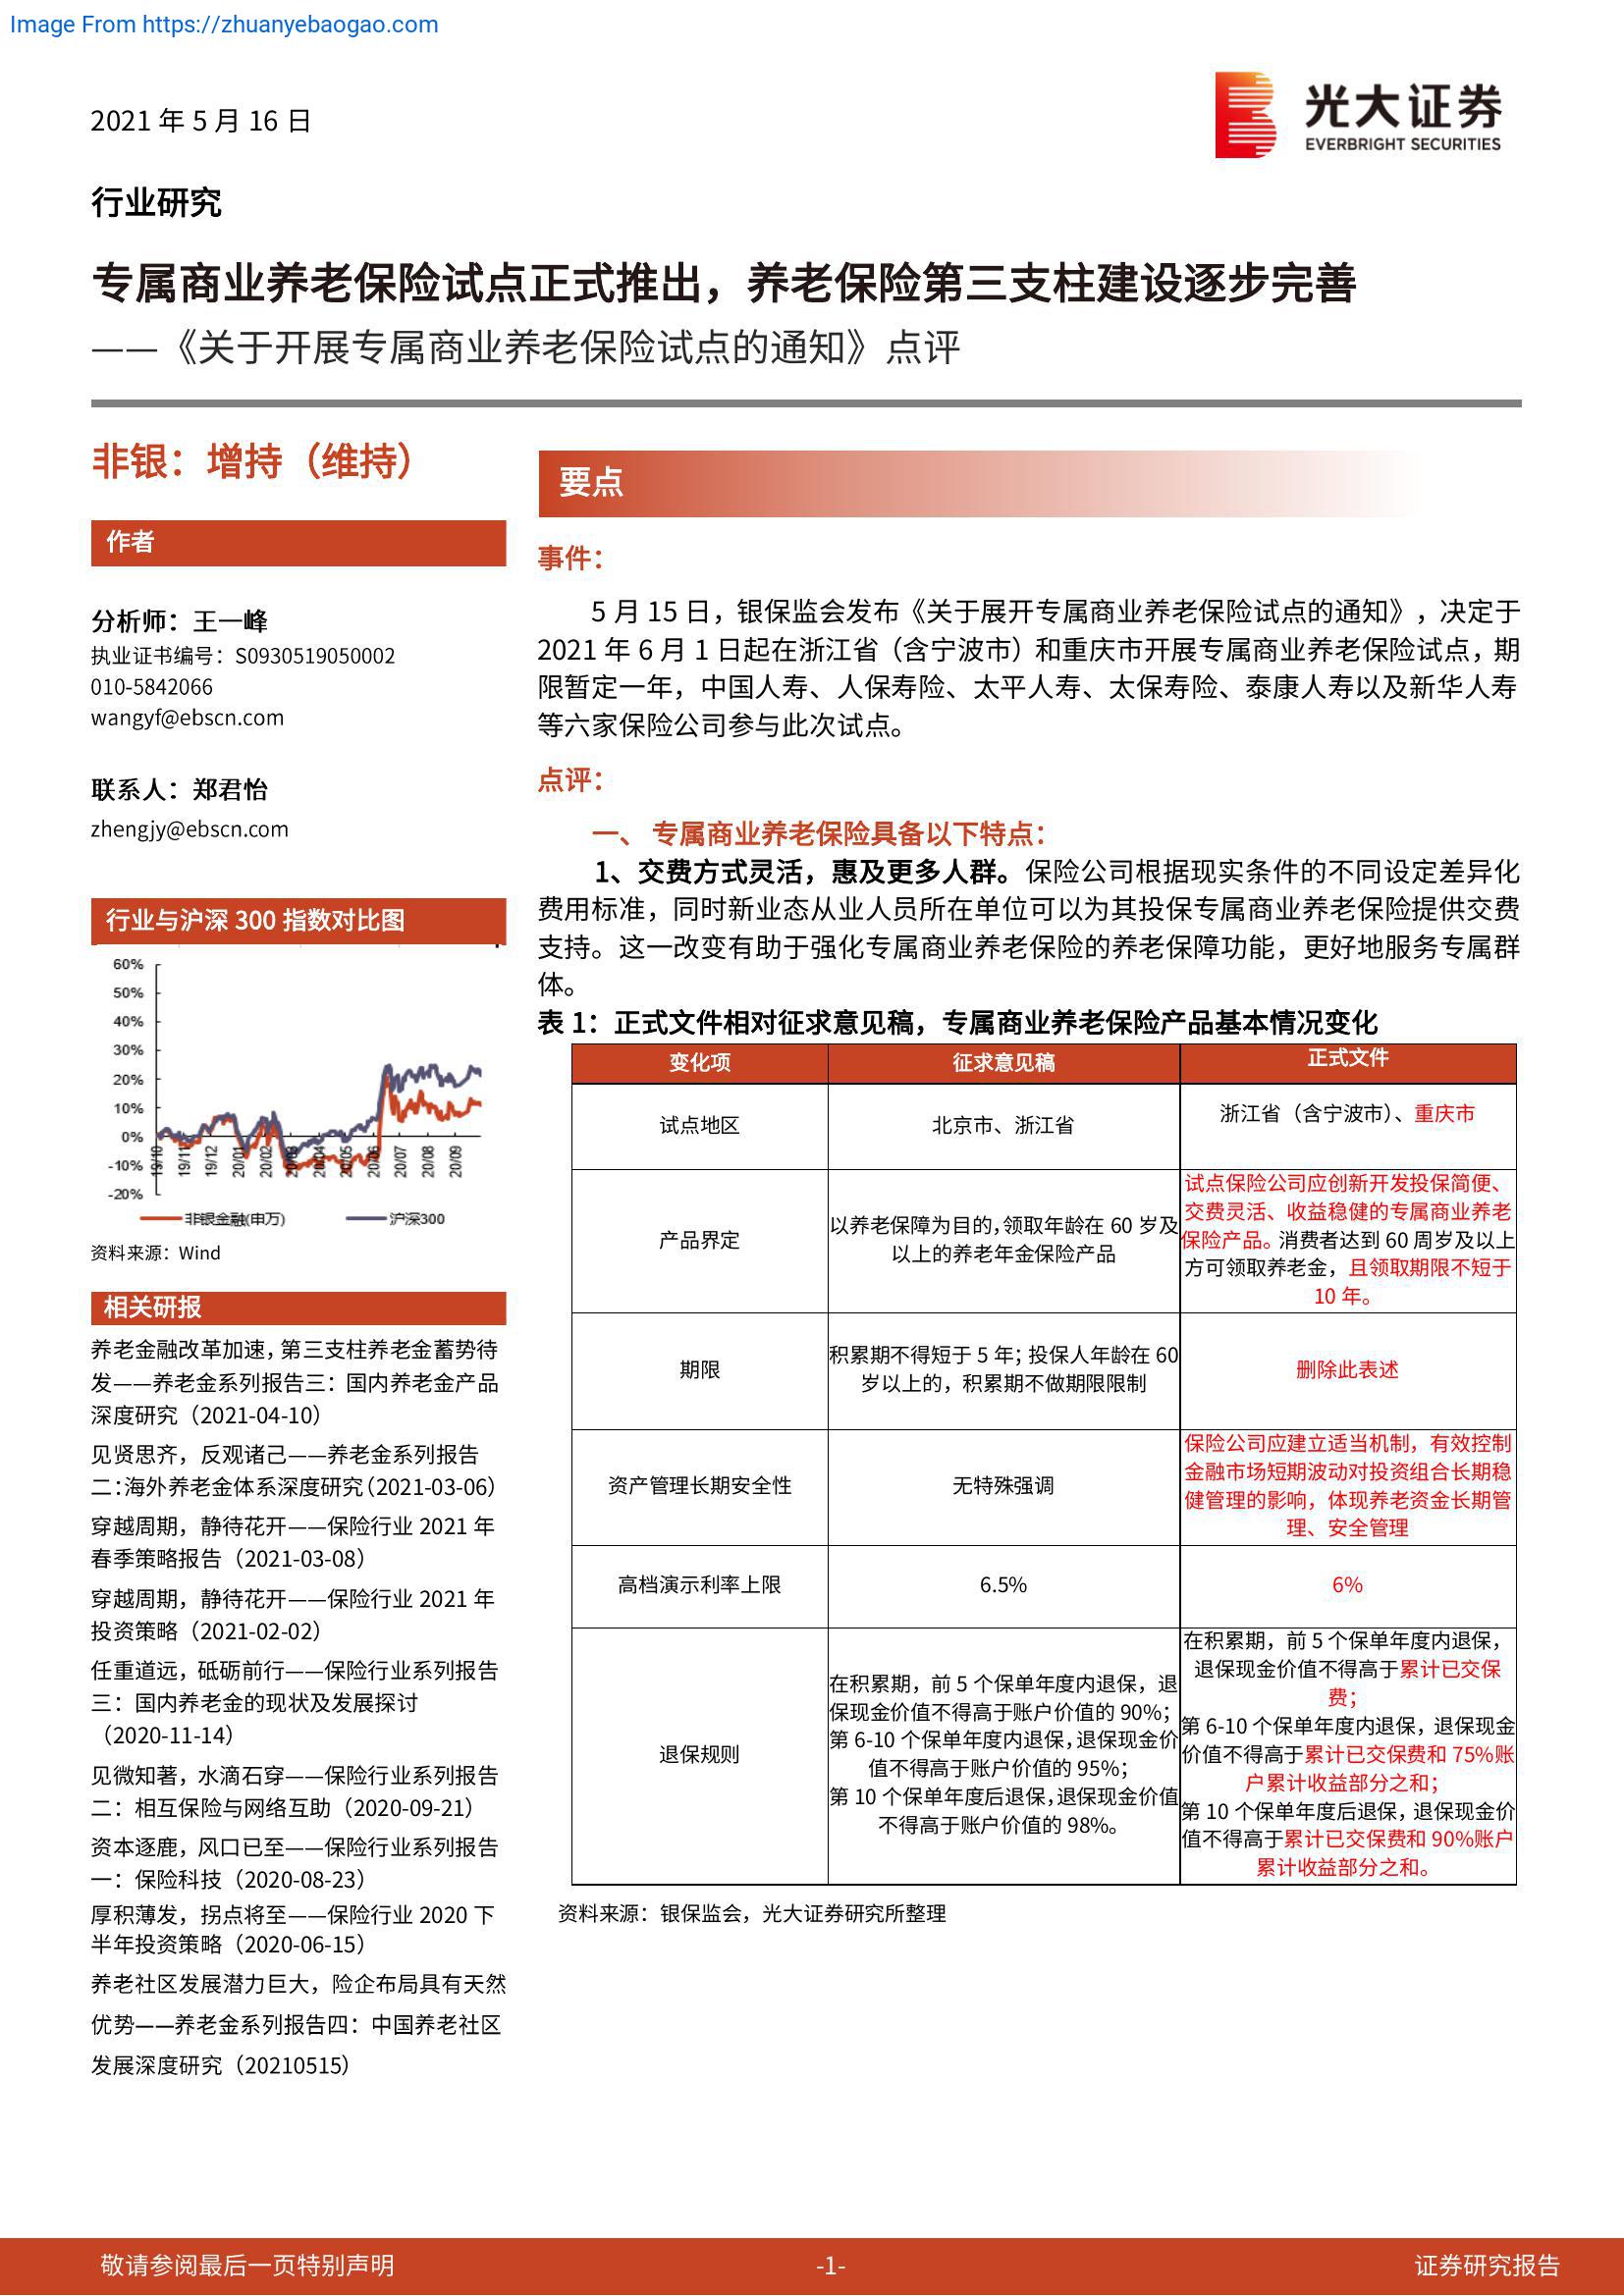 Image From https://zhuanyebaogao.com
2021 年 5 月 16 日
光大证券
EVERBRIGHT SECURITIES
行业研究
专属商业养老保险试点正式推出，养老保险第三支柱建设逐步完善
——《关于开展专属商业养老保险试点的通知》点评
非银：增持（维持）
作者
分析师：王一峰
执业证书编号：S0930519050002
010-5842066
wangyf@ebscn.com
联系人：郑君怡
zhengjy@ebscn.com
行业与沪深 300 指数对比图
60%
50%
40%
30%
20%
10%
0%
-10%
-20%
19/10
19/11
19/12
20/01
20/02
20/04
20/05
20/06
20/07
20/08
20/09
非银金融(申万)
沪深300
资料来源：Wind
相关研报
养老金融改革加速，第三支柱养老金蓄势待
发——养老金系列报告三：国内养老金产品
深度研究（2021-04-10）
见贤思齐，反观诸己——养老金系列报告
二：海外养老金体系深度研究（2021-03-06）
穿越周期，静待花开——保险行业 2021 年
春季策略报告（2021-03-08）
穿越周期，静待花开——保险行业 2021 年
投资策略（2021-02-02）
任重道远，砥砺前行——保险行业系列报告
三：国内养老金的现状及发展探讨
（2020-11-14）
见微知著，水滴石穿——保险行业系列报告
二：相互保险与网络互助（2020-09-21）
资本逐鹿，风口已至——保险行业系列报告
一：保险科技（2020-08-23）
厚积薄发，拐点将至——保险行业 2020 下
半年投资策略（2020-06-15）
养老社区发展潜力巨大，险企布局具有天然
优势——养老金系列报告四：中国养老社区
发展深度研究（20210515）
要点
事件：
5 月 15 日，银保监会发布《关于展开专属商业养老保险试点的通知》，决定于
2021 年 6 月 1 日起在浙江省（含宁波市）和重庆市开展专属商业养老保险试点，期
限暂定一年，中国人寿、人保寿险、太平人寿、太保寿险、泰康人寿以及新华人寿
等六家保险公司参与此次试点。
点评：
一、 专属商业养老保险具备以下特点：
1、交费方式灵活，惠及更多人群。保险公司根据现实条件的不同设定差异化
费用标准，同时新业态从业人员所在单位可以为其投保专属商业养老保险提供交费
支持。这一改变有助于强化专属商业养老保险的养老保障功能，更好地服务专属群
体。
表 1：正式文件相对征求意见稿，专属商业养老保险产品基本情况变化
变化项
征求意见稿
正式文件
试点地区
北京市、浙江省
浙江省（含宁波市）、重庆市
产品界定
以养老保障为目的，领取年龄在 60 岁及
以上的养老年金保险产品
试点保险公司应创新开发投保简便、
交费灵活、收益稳健的专属商业养老
保险产品。消费者达到 60 周岁及以上
方可领取养老金，且领取期限不短于
10 年。
期限
积累期不得短于 5 年；投保人年龄在 60
岁以上的，积累期不做期限限制
删除此表述
资产管理长期安全性
无特殊强调
保险公司应建立适当机制，有效控制
金融市场短期波动对投资组合长期稳
健管理的影响，体现养老资金长期管
理、安全管理
高档演示利率上限
6.5%
6%
退保规则
在积累期，前 5 个保单年度内退保，退
保现金价值不得高于账户价值的 90%；
第 6-10 个保单年度内退保，退保现金价
值不得高于账户价值的 95%；
第 10 个保单年度后退保，退保现金价值
不得高于账户价值的 98%。
在积累期，前 5 个保单年度内退保，
退保现金价值不得高于累计已交保
费；
第 6-10 个保单年度内退保，退保现金
价值不得高于累计已交保费和 75%账
户累计收益部分之和；
第 10 个保单年度后退保，退保现金价
值不得高于累计已交保费和 90%账户
累计收益部分之和。
资料来源：银保监会，光大证券研究所整理
敬请参阅最后一页特别声明
-1-
证券研究报告